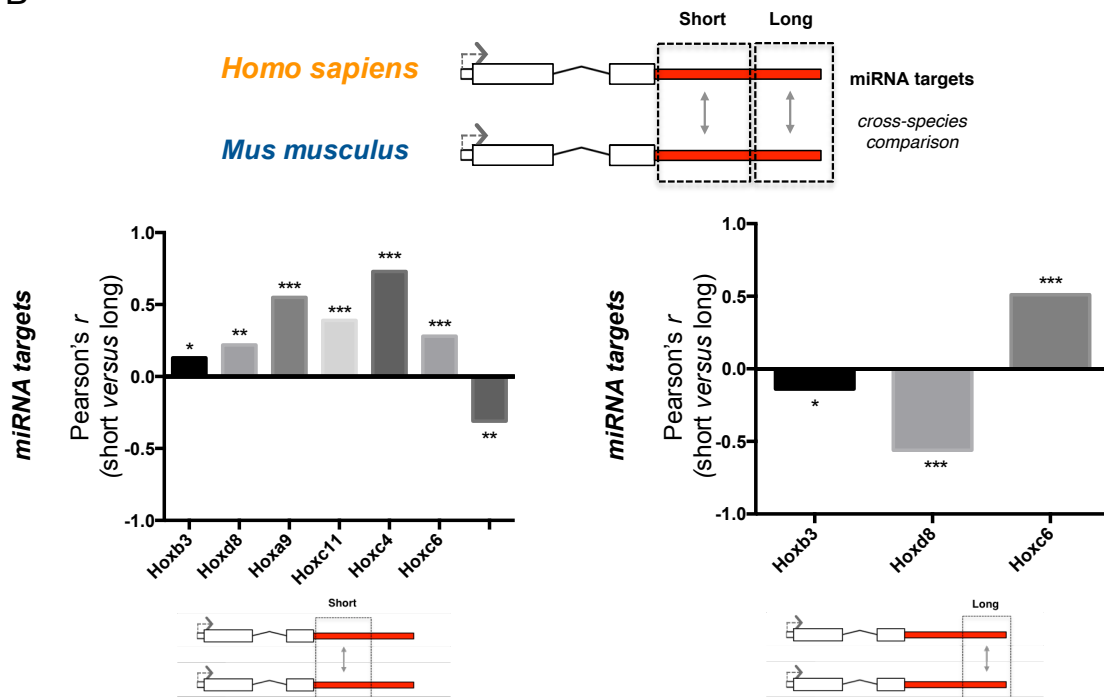 Short Long
Homo sapiens
miRNA targets
cross-species
comparison
Mus musculus
miRNA targets
Pearson's r
(short versus long)
1.0
0.5
0.0
-0.5
-1.0
*
**
***
***
***
***
**
Hoxb3
Hoxd8
Hoxa9
Hoxc11
Hoxc4
Hoxc6
Short
miRNA targets
Pearson's r
(short versus long)
1.0
0.5
0.0
-0.5
-1.0
*
***
***
Hoxb3
Hoxd8
Hoxc6
Long